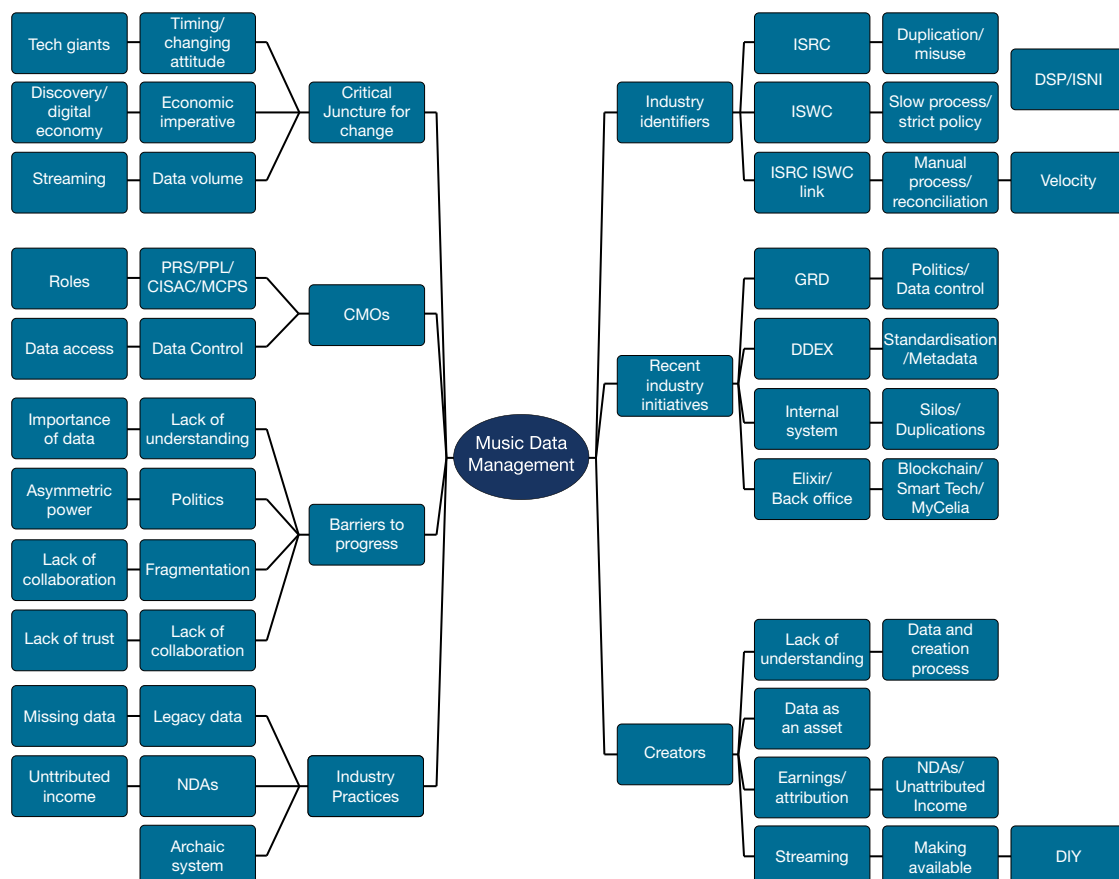 Tech giants
Timing/
changing
attitude
Discovery/
digital
economy
Economic
imperative
Critical
Juncture for
change
Streaming
Data volume
Roles
PRS/PPL/
CISAC/MCPS
CMOs
Data access
Data Control
Importance
of data
Lack of
understanding
Asymmetric
power
Politics
Barriers to
progress
Lack of
collaboration
Fragmentation
Lack of trust
Lack of
collaboration
Missing data
Legacy data
Unttributed
income
NDAs
Industry
Practices
Archaic
system
Music Data
Management
Industry
identifiers
ISRC
Duplication/
misuse
DSP/ISNI
ISWC
Slow process/
strict policy
ISRC ISWC
link
Manual
process/
reconciliation
Velocity
Recent
industry
initiatives
GRD
Politics/
Data control
DDEX
Standardisation
/Metadata
Internal
system
Silos/
Duplications
Elixir/
Back office
Blockchain/
Smart Tech/
MyCelia
Creators
Lack of
understanding
Data and
creation
process
Data as
an asset
Earnings/
attribution
NDAs/
Unattributed
Income
Streaming
Making
available
DIY